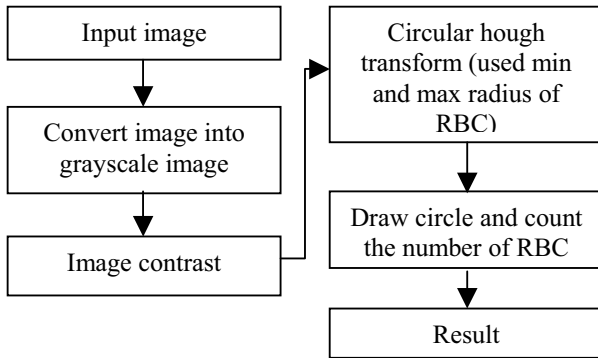 Input image
Convert image into
grayscale image
Image contrast
Circular hough
transform (used min
and max radius of
RBC)
Draw circle and count
the number of RBC
Result